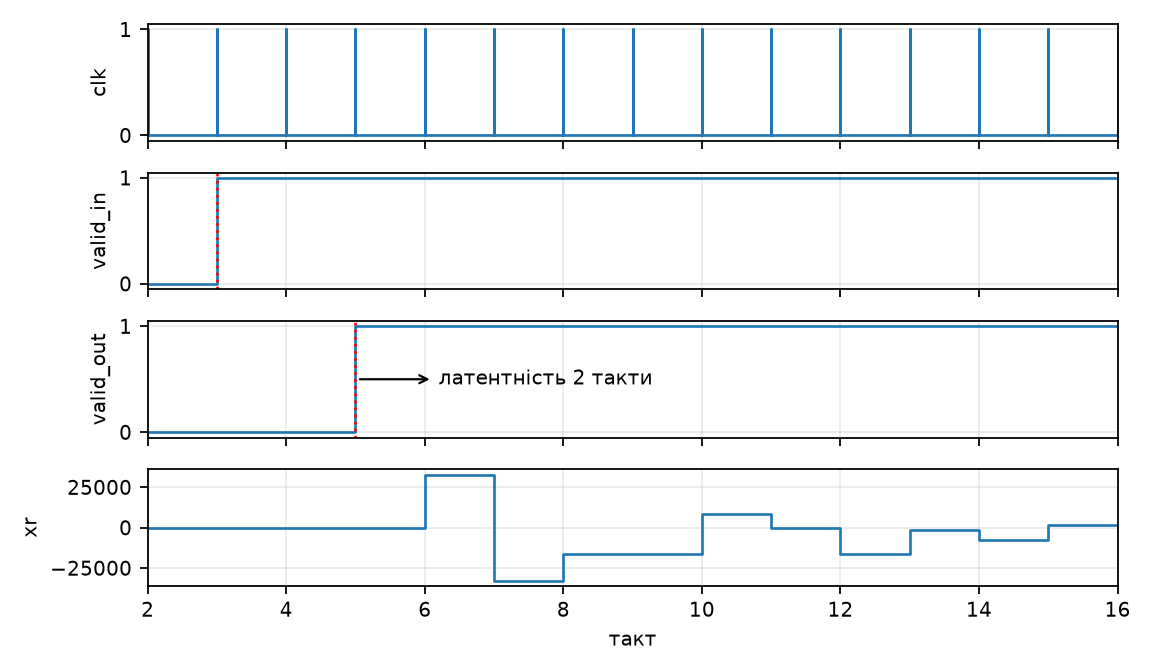 1
0
clk
1
0
valid_in
1
0
valid_out
латентність 2 такти
25000
0
−25000
xr
2 4 6 8 10 12 14 16
такт